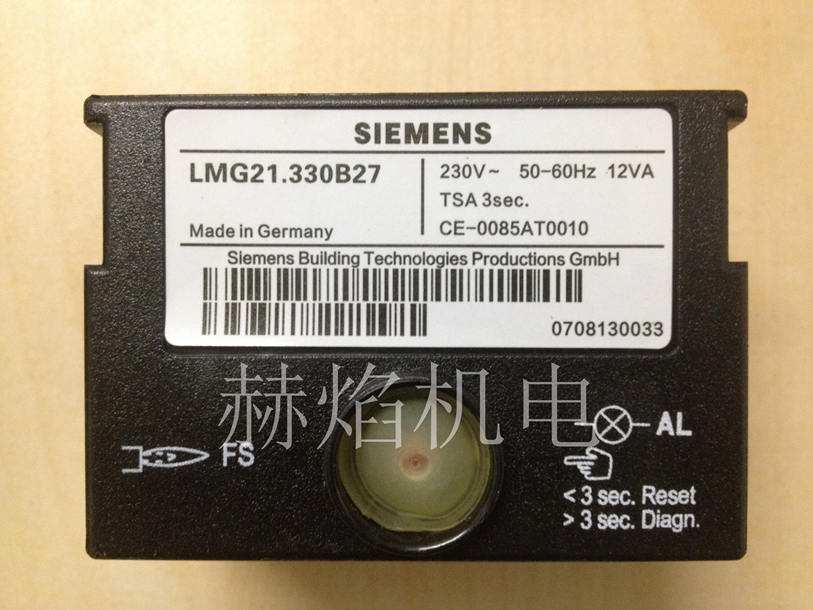 SIEMENS
LMG21.330B27
230V~ 50-60Hz 12VA
TSA 3sec.
Made in Germany
CE-0085AT0010
Siemens Building Technologies Productions GmbH
0708130033
赫焰机电
FS
AL
< 3 sec. Reset
> 3 sec. Diagn.